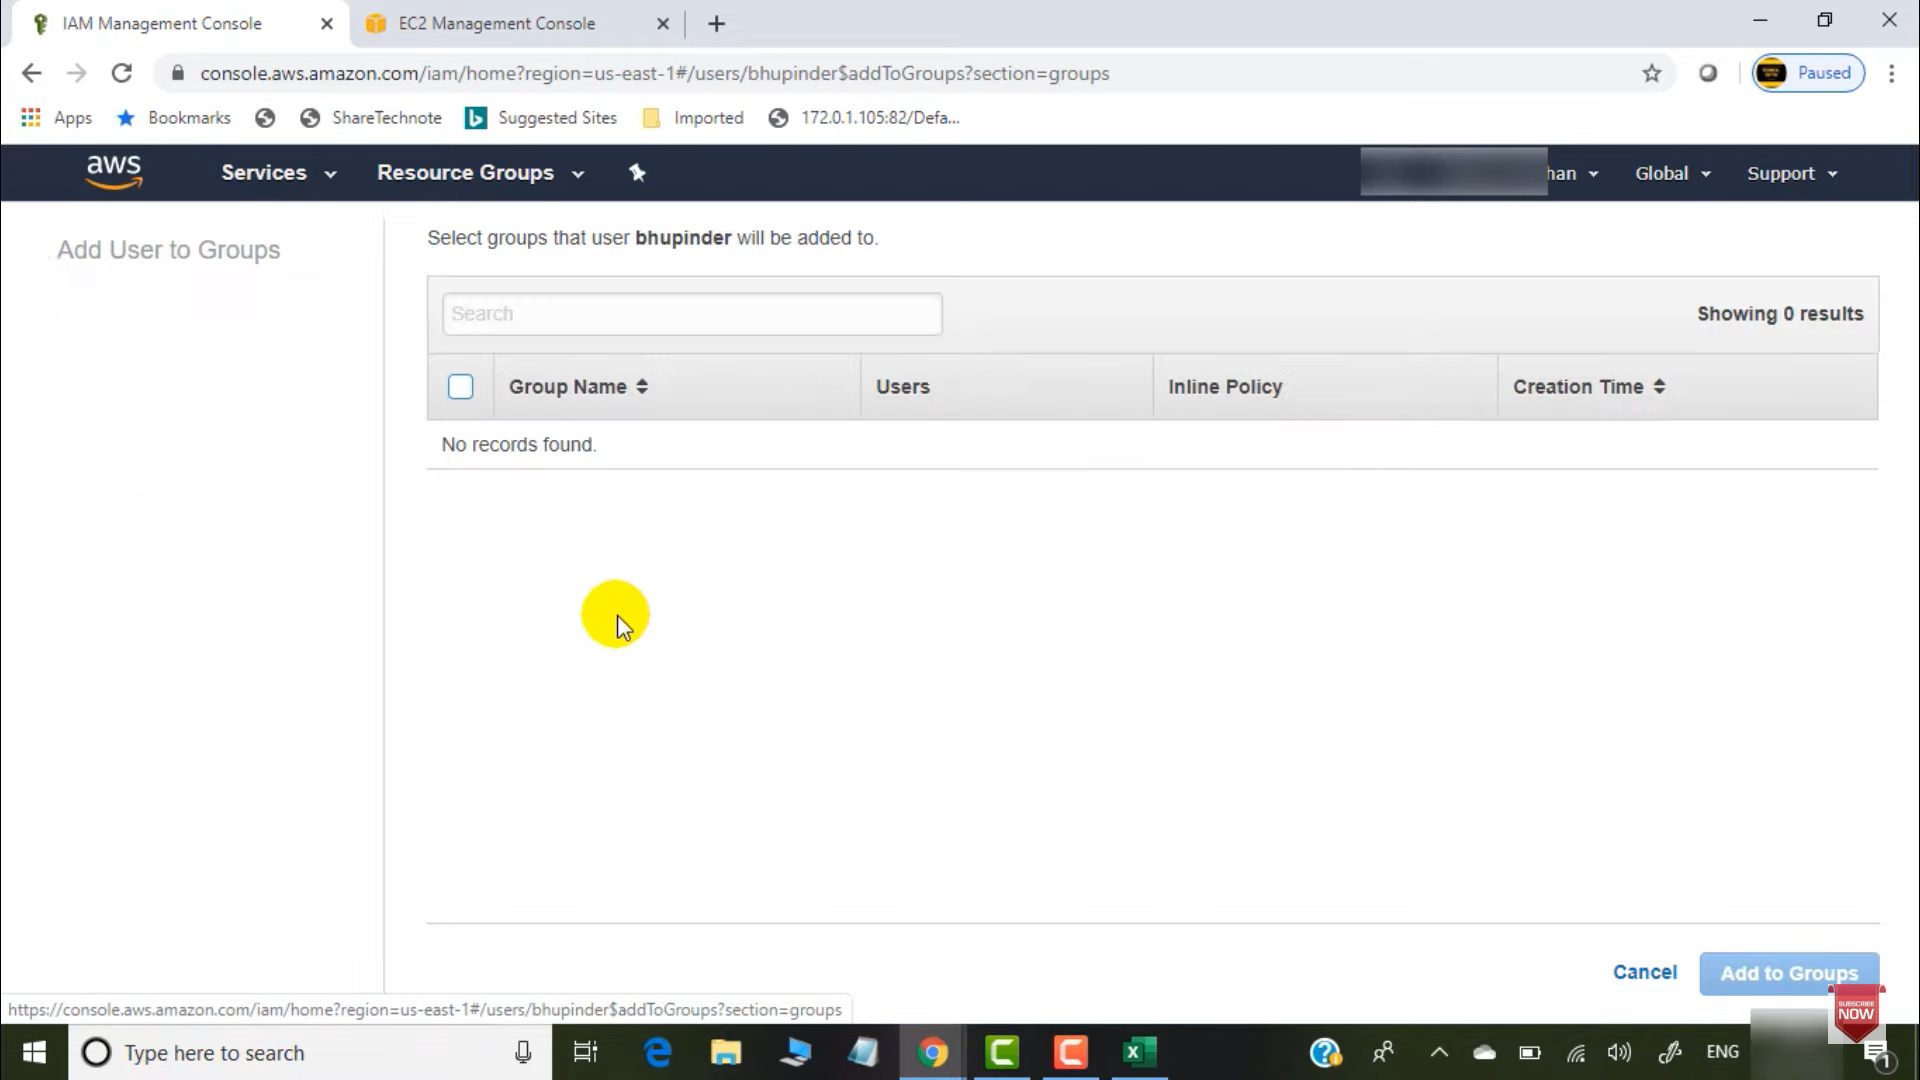 IAM Management Console
EC2 Management Console
console.aws.amazon.com/iam/home?region=us-east-1#/users/bhupinder$addToGroups?section=groups
Paused
Apps
Bookmarks
ShareTechnote
Suggested Sites
Imported
172.0.1.105:82/Defa...
aws
Services
Resource Groups
han
Global
Support
Add User to Groups
Select groups that user bhupinder will be added to.
Search
Showing 0 results
Group Name
Users
Inline Policy
Creation Time
No records found.
Cancel
Add to Groups
https://console.aws.amazon.com/iam/home?region=us-east-1#/users/bhupinder$addToGroups?section=groups
SUBSCRIBE
NOW
Type here to search
ENG
1